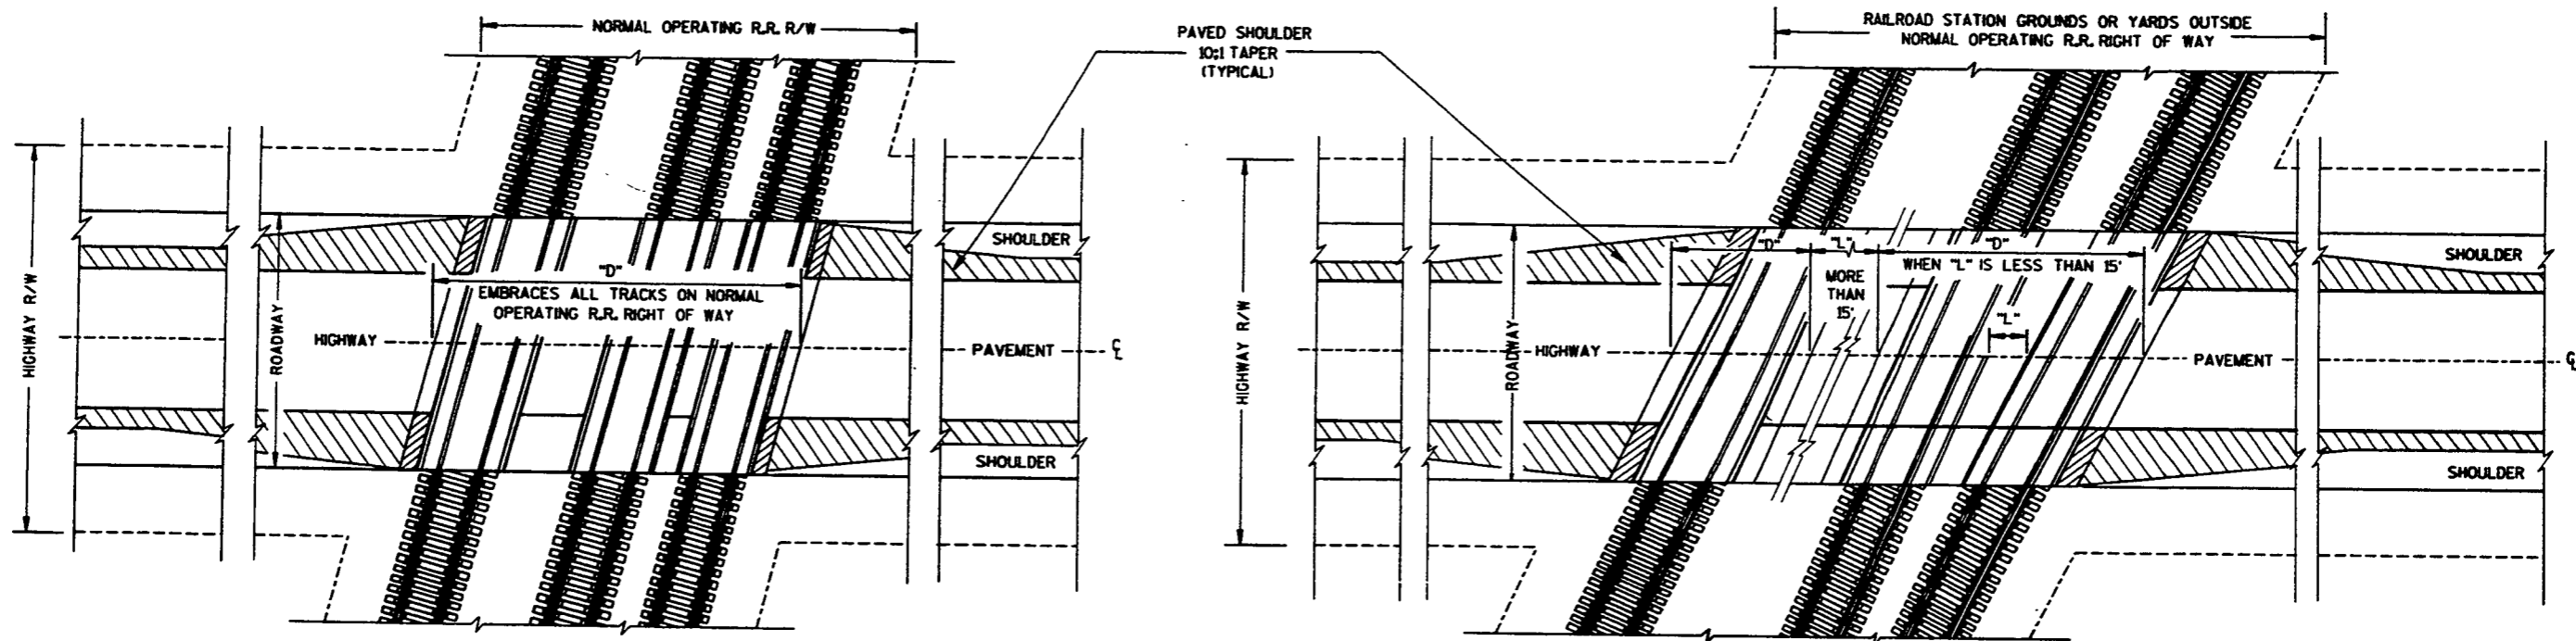 NORMAL OPERATING R.R. R/W
PAVED SHOULDER
10:1 TAPER
(TYPICAL)
RAILROAD STATION GROUNDS OR YARDS OUTSIDE
NORMAL OPERATING R.R. RIGHT OF WAY
HIGHWAY R/W
ROADWAY
SHOULDER
"D"
EMBRACES ALL TRACKS ON NORMAL
OPERATING R.R. RIGHT OF WAY
HIGHWAY
PAVEMENT
CL
SHOULDER
HIGHWAY R/W
ROADWAY
"D"
"L"
"D"
SHOULDER
MORE
THAN
15'
WHEN "L" IS LESS THAN 15'
"L"
HIGHWAY
PAVEMENT
CL
SHOULDER